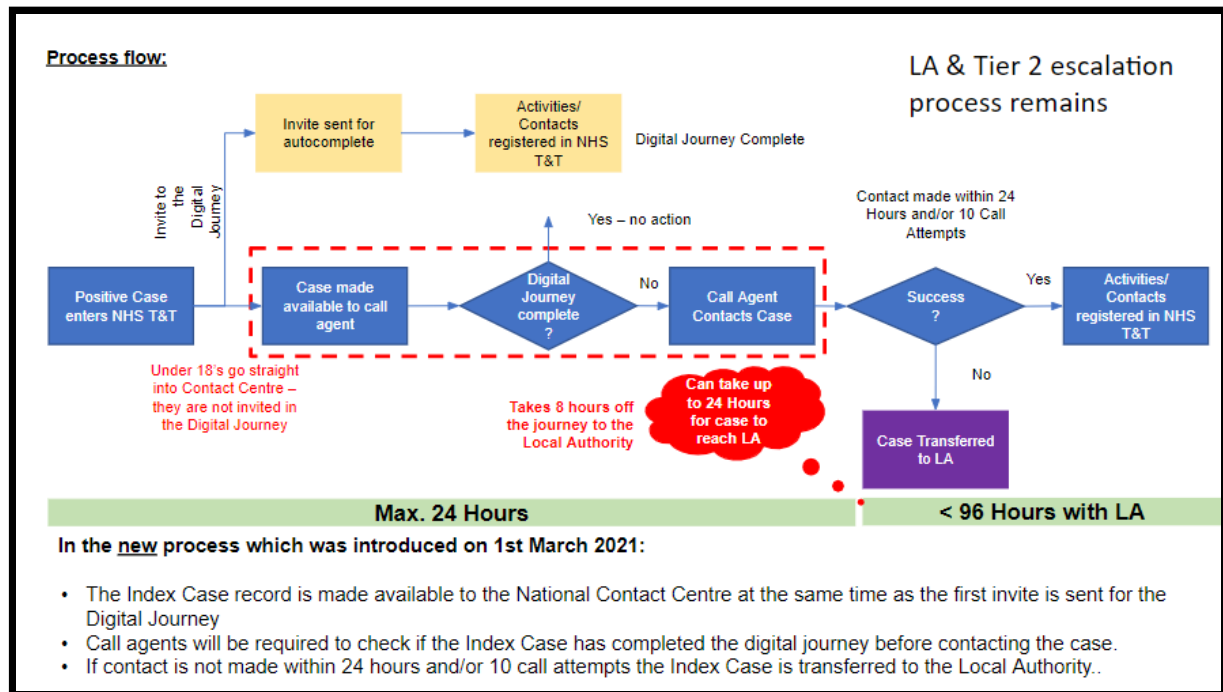 Process flow:
LA & Tier 2 escalation
process remains
Invite sent for
autocomplete
Activities/
Contacts
registered in NHS
T&T
Digital Journey Complete
Invite to
the
Digital
Journey
Yes – no action
Contact made within 24
Hours and/or 10 Call
Attempts
Positive Case
enters NHS T&T
Case made
available to call
agent
Digital
Journey
complete
?
No
Call Agent
Contacts Case
Success
?
Yes
Activities/
Contacts
registered in NHS
T&T
No
Under 18's go straight
into Contact Centre –
they are not invited in
the Digital Journey
Takes 8 hours off
the journey to the
Local Authority
Can take up
to 24 Hours
for case to
reach LA
Case Transferred
to LA
Max. 24 Hours
< 96 Hours with LA
In the new process which was introduced on 1st March 2021:
• The Index Case record is made available to the National Contact Centre at the same time as the first invite is sent for the
Digital Journey
• Call agents will be required to check if the Index Case has completed the digital journey before contacting the case.
• If contact is not made within 24 hours and/or 10 call attempts the Index Case is transferred to the Local Authority..